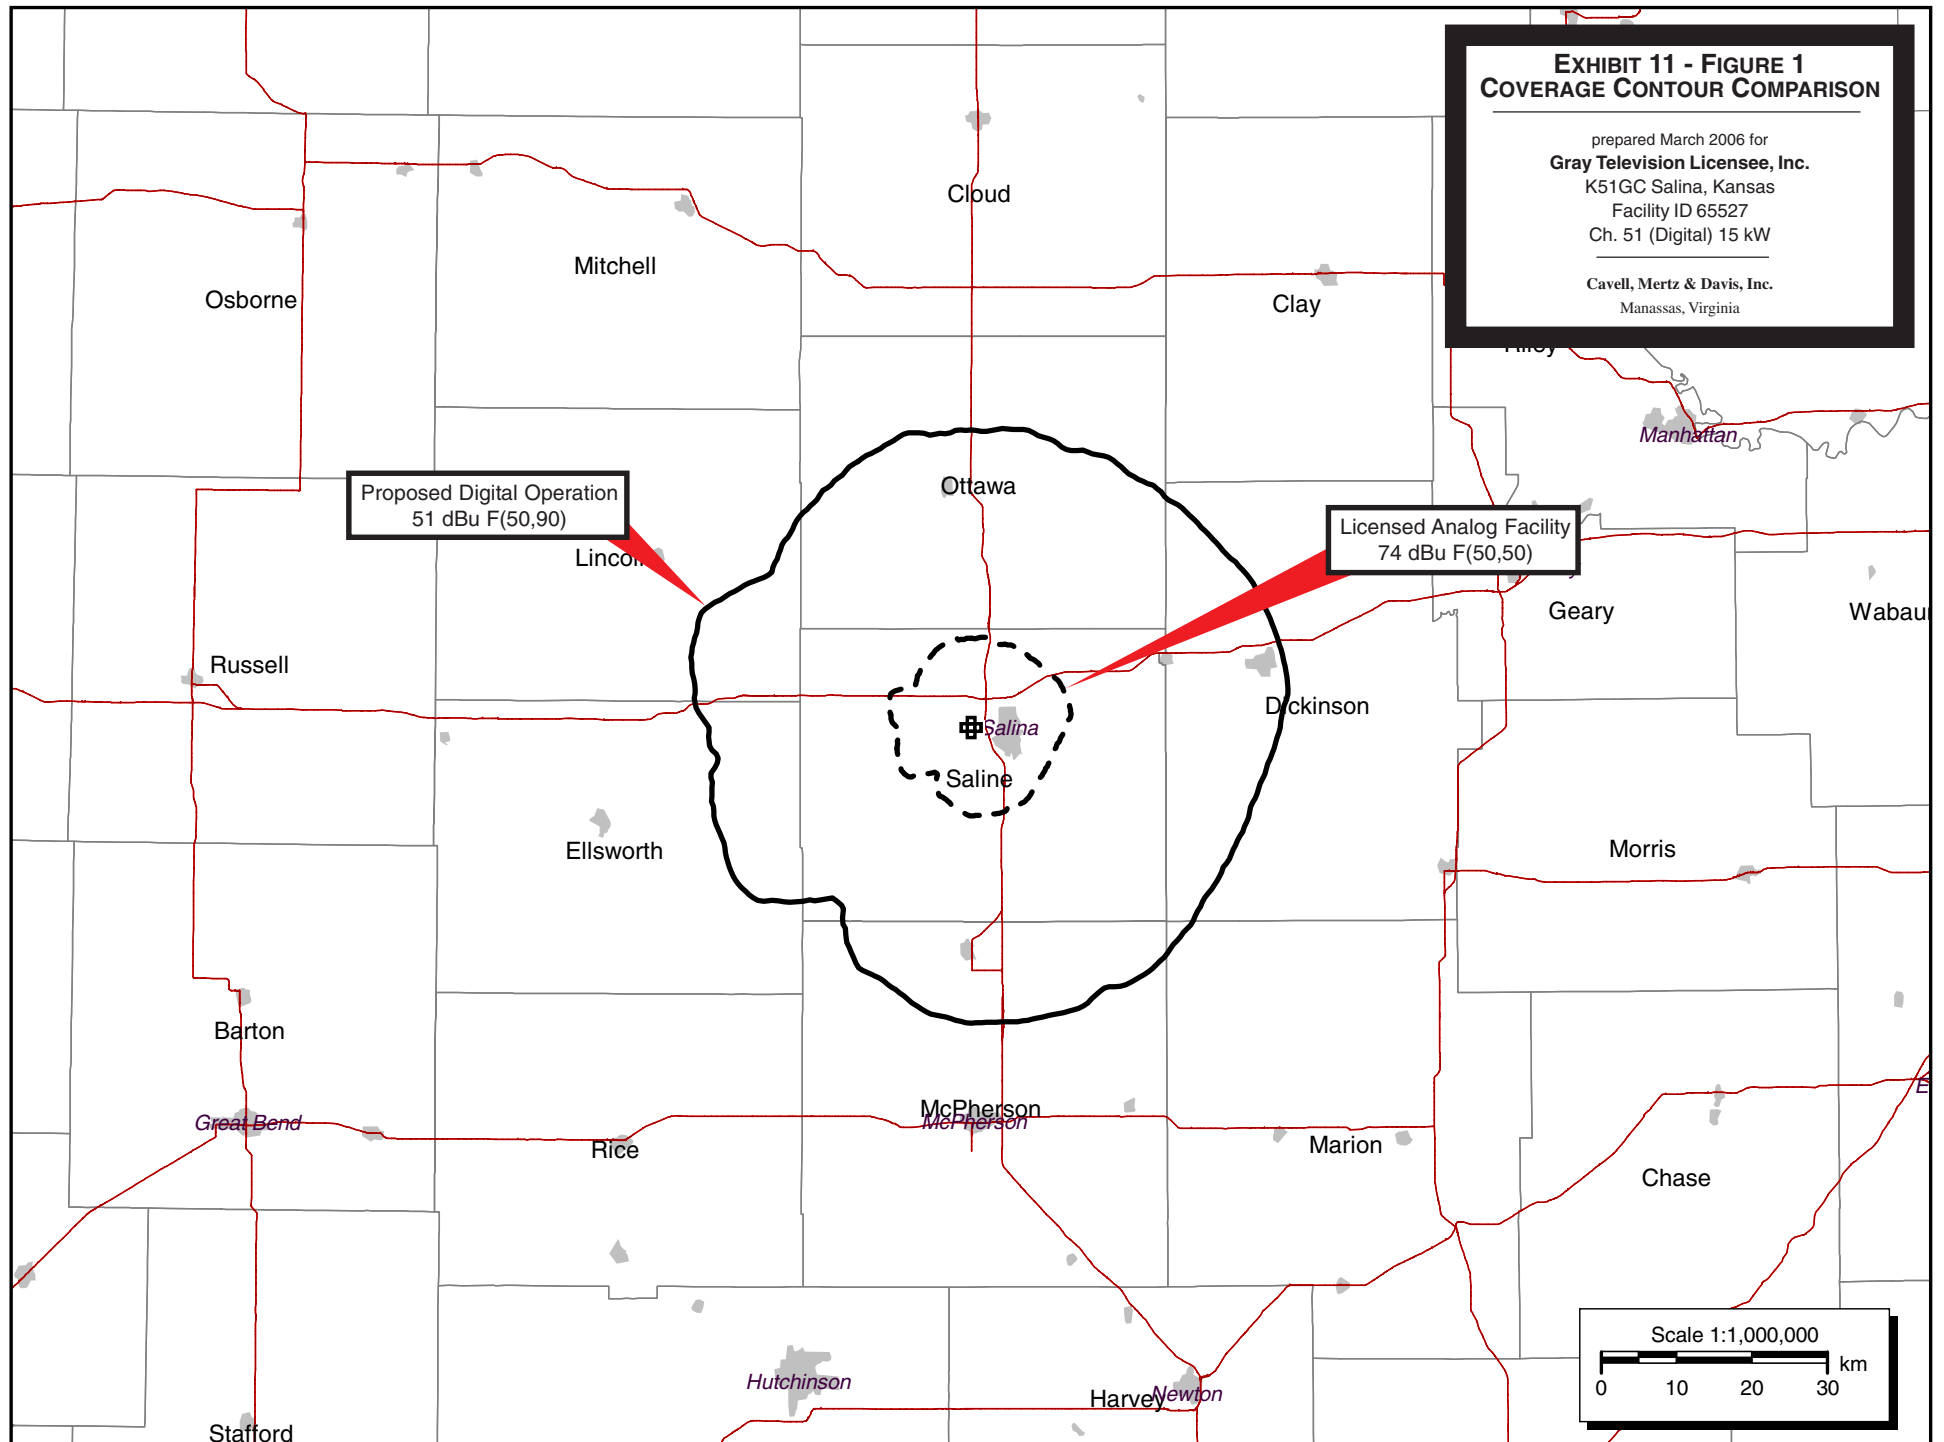 EXHIBIT 11 - FIGURE 1
COVERAGE CONTOUR COMPARISON
prepared March 2006 for
Gray Television Licensee, Inc.
K51GC Salina, Kansas
Facility ID 65527
Ch. 51 (Digital) 15 kW
Cavell, Mertz & Davis, Inc.
Manassas, Virginia
Cloud
Mitchell
Osborne
Clay
Manhattan
Ottawa
Proposed Digital Operation
51 dBu F(50,90)
Licensed Analog Facility
74 dBu F(50,50)
Geary
Russell
Dickinson
Salina
Saline
Ellsworth
Morris
Barton
McPherson
McPherson
Great Bend
Rice
Marion
Chase
Hutchinson
Harvey
Newton
Stafford
Scale 1:1,000,000
km
0 10 20 30